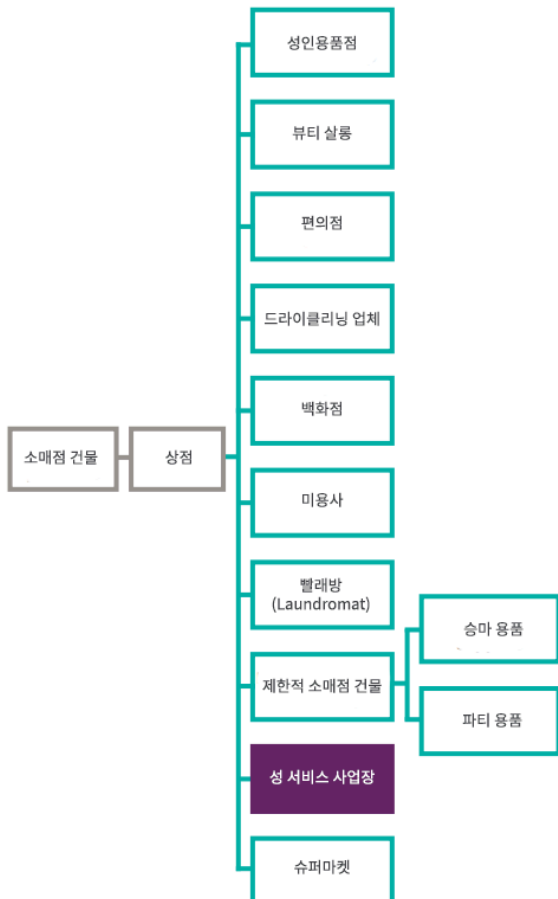 성인용품점
뷰티 살롱
편의점
드라이클리닝 업체
백화점
소매점 건물
상점
미용사
빨래방
(Laundromat)
승마 용품
제한적 소매점 건물
파티 용품
성 서비스 사업장
슈퍼마켓